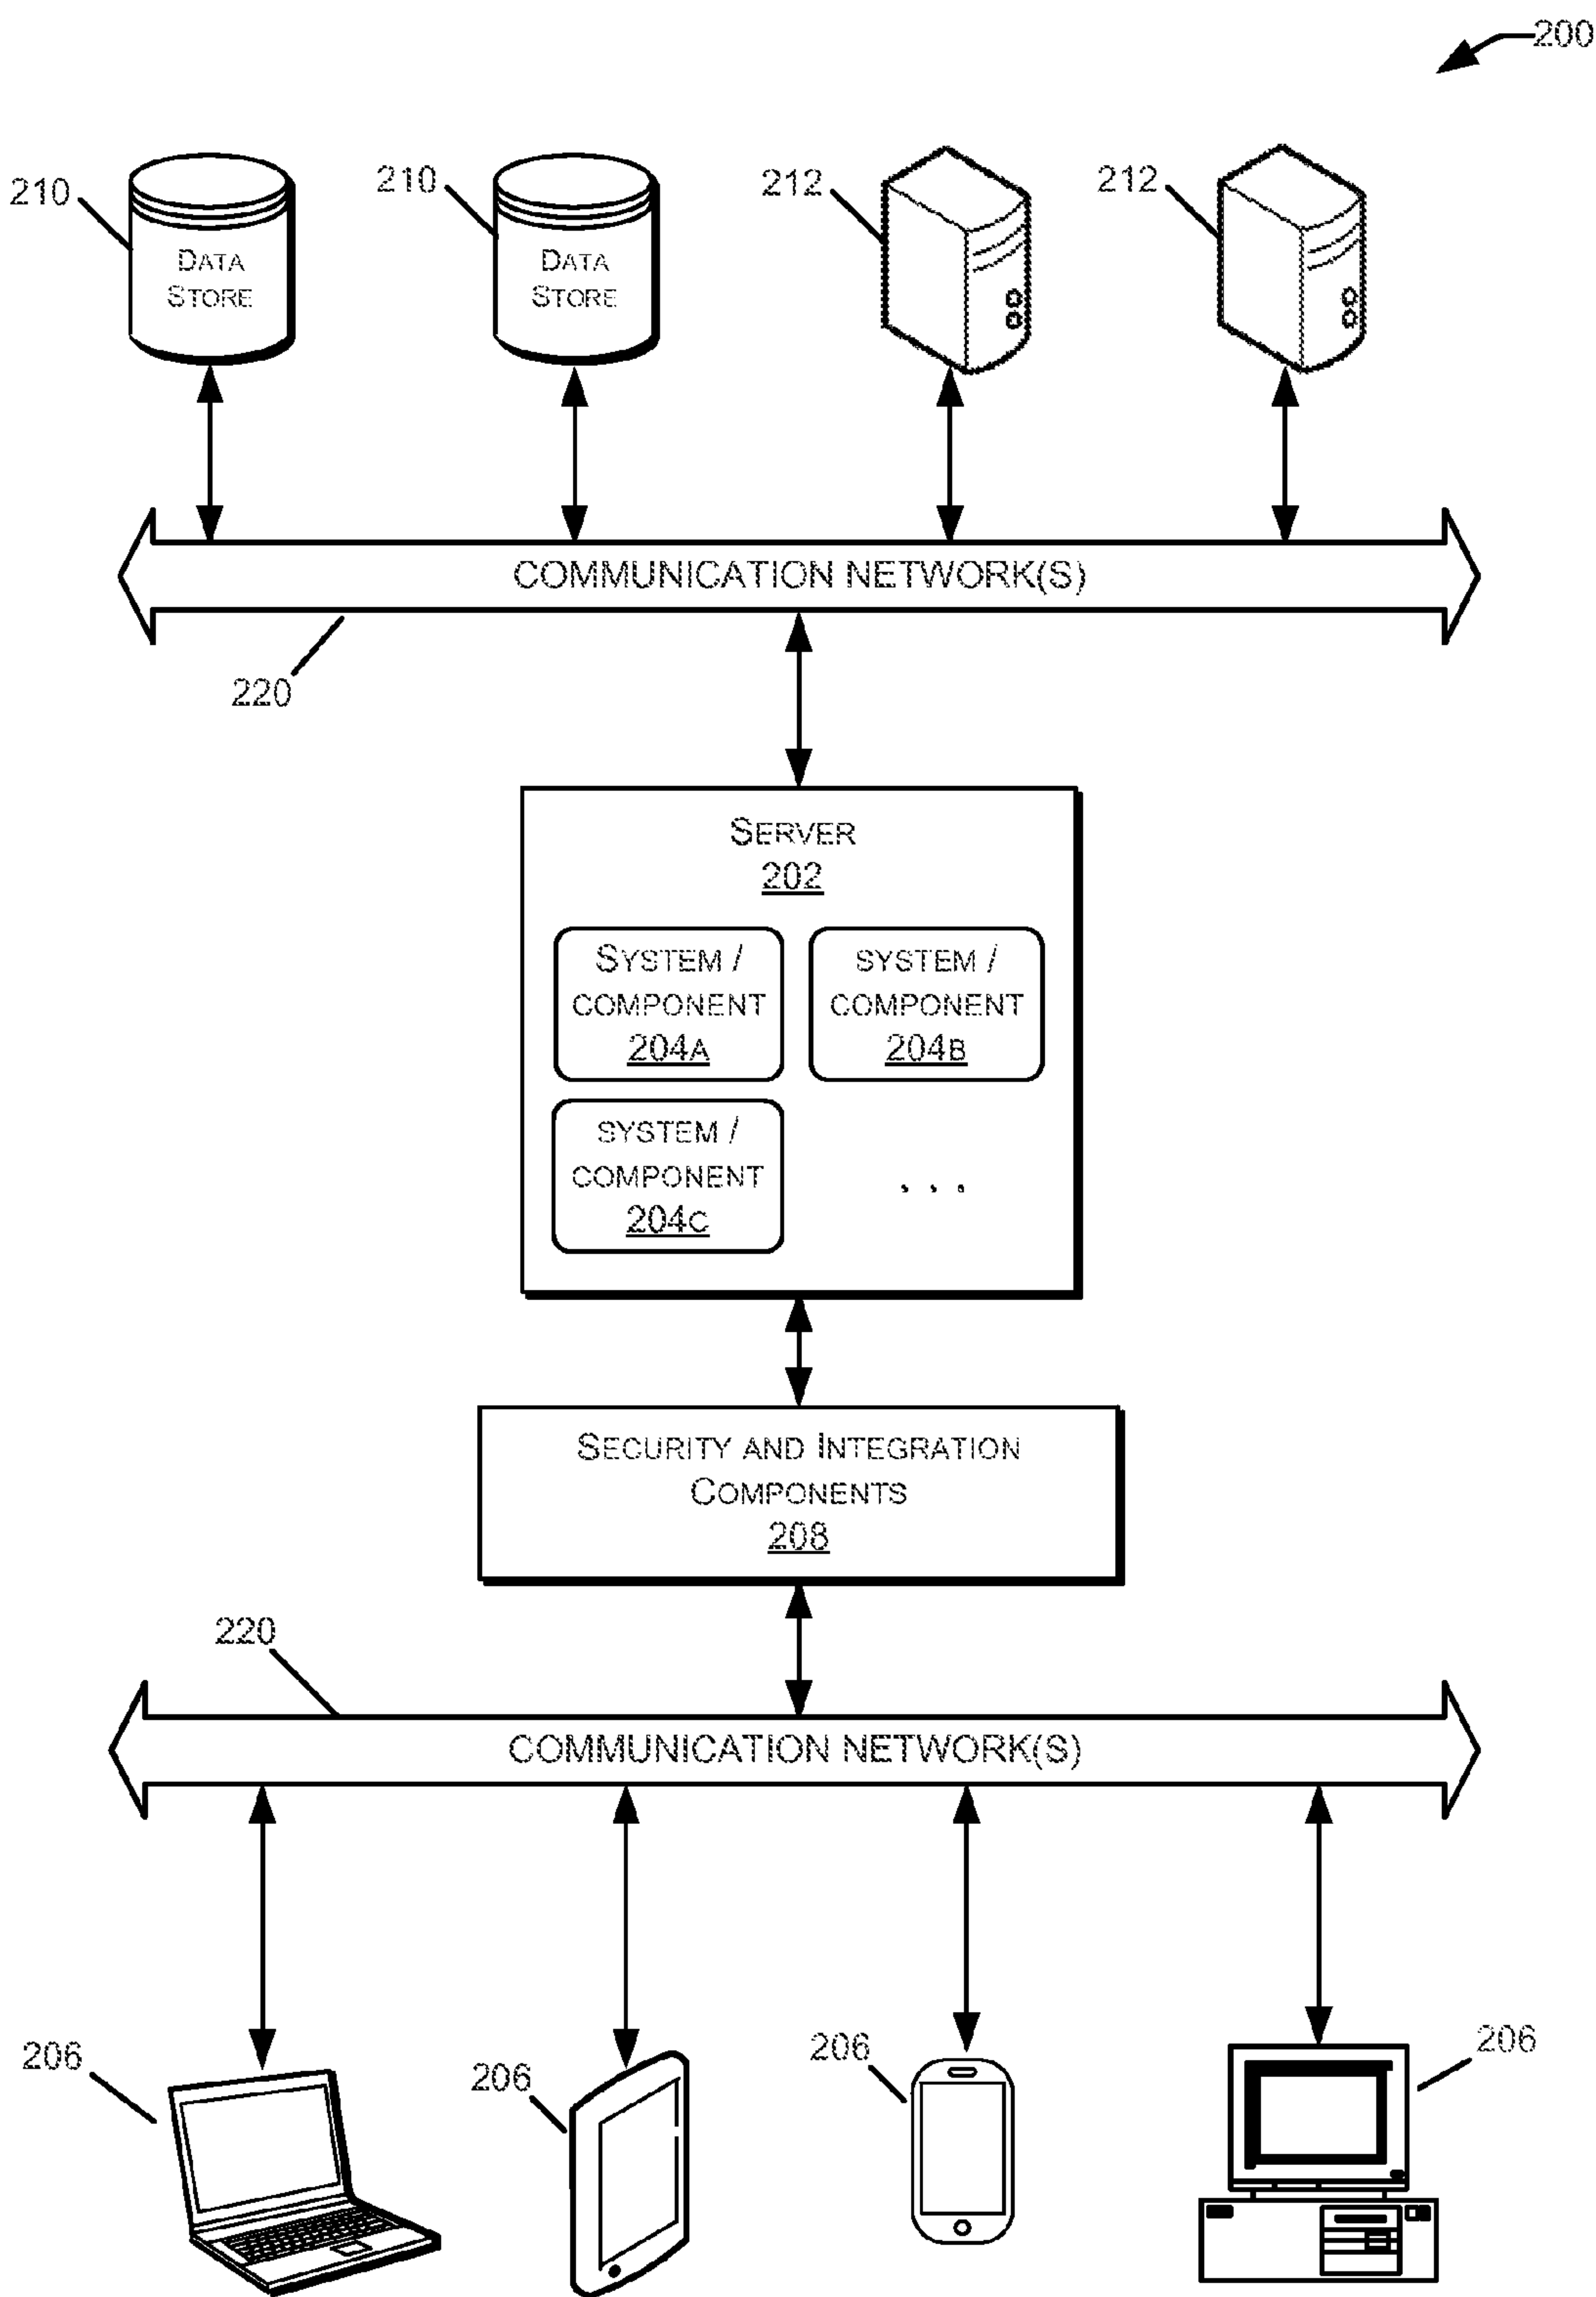 200
210
210
212
212
DATA
STORE
DATA
STORE
COMMUNICATION NETWORK(S)
220
SERVER
202
SYSTEM /
COMPONENT
204A
SYSTEM /
COMPONENT
204B
SYSTEM /
COMPONENT
204C
. . .
SECURITY AND INTEGRATION
COMPONENTS
208
220
COMMUNICATION NETWORK(S)
206
206
206
206